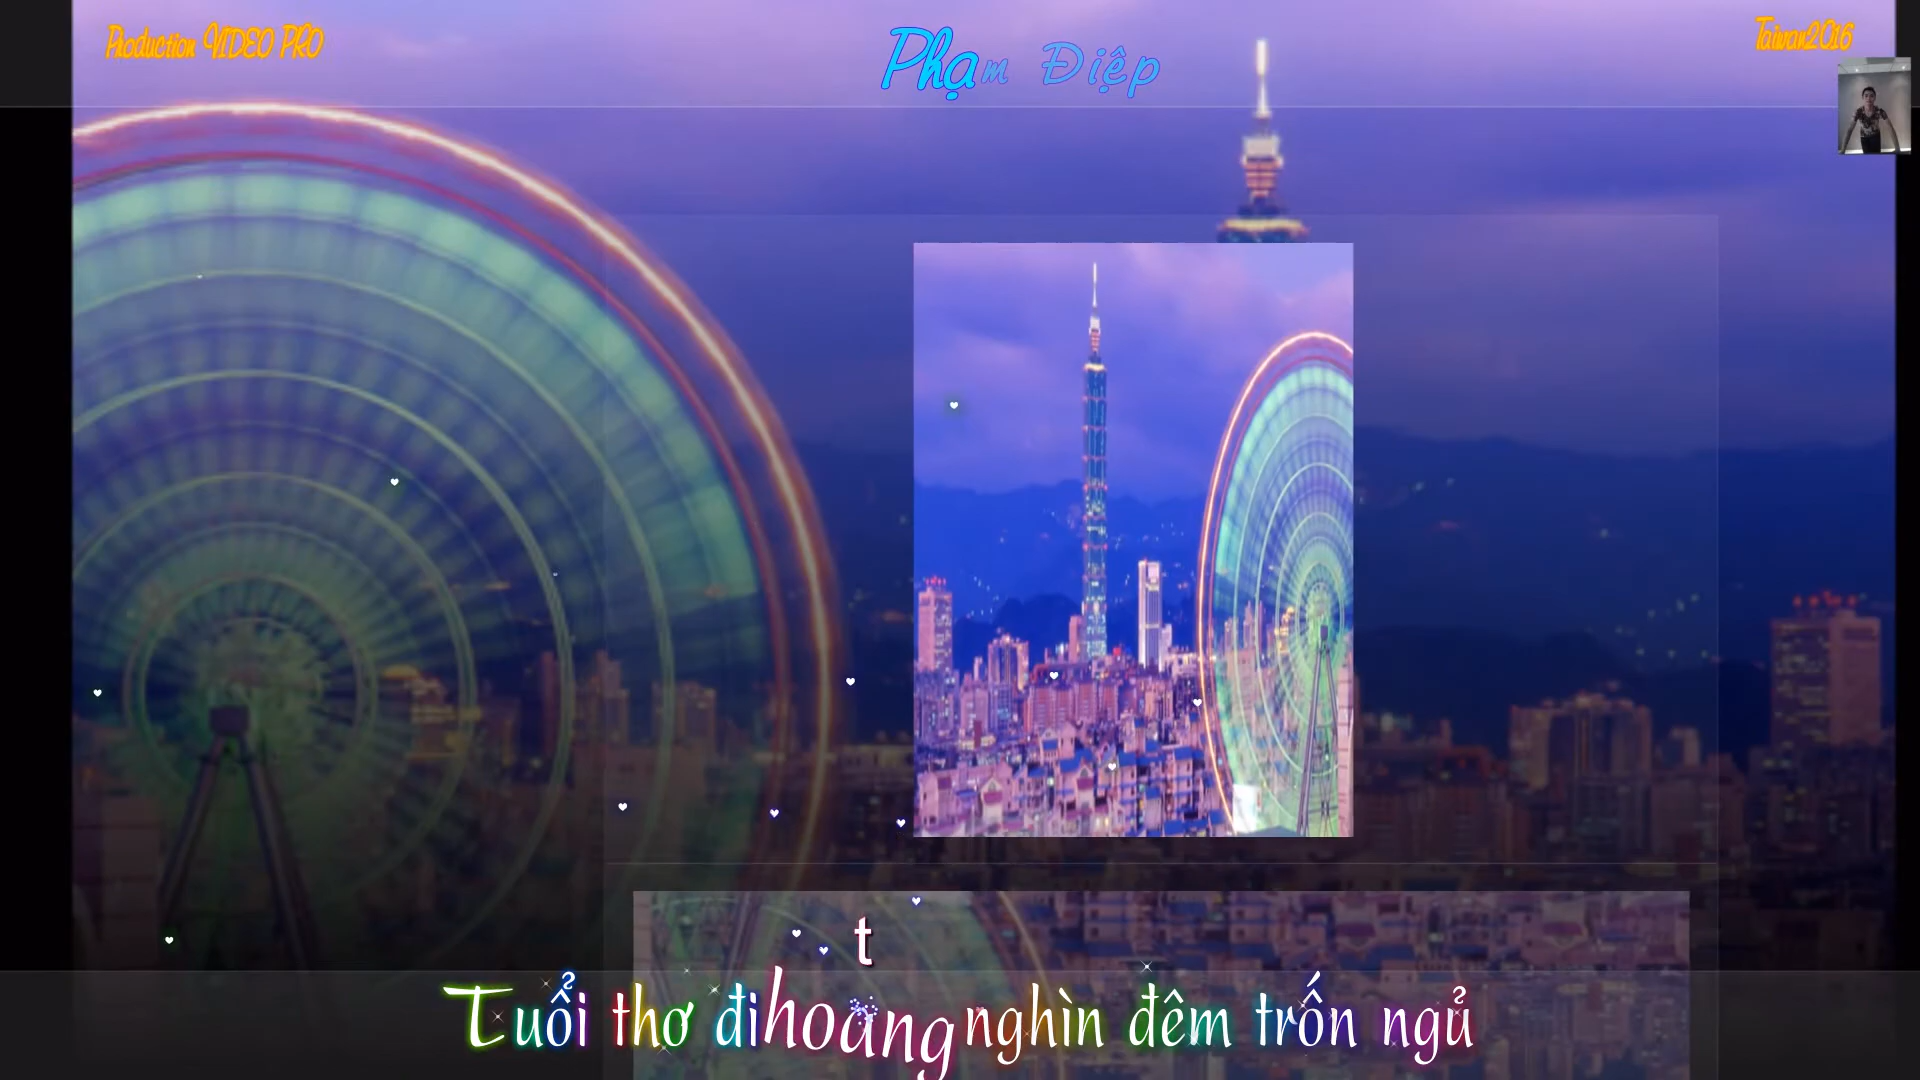 Production VIDEO PRO
Phạm Điệp
Taiwan2016
t
Tuổi thơ đi hoang nghìn đêm trốn ngủ